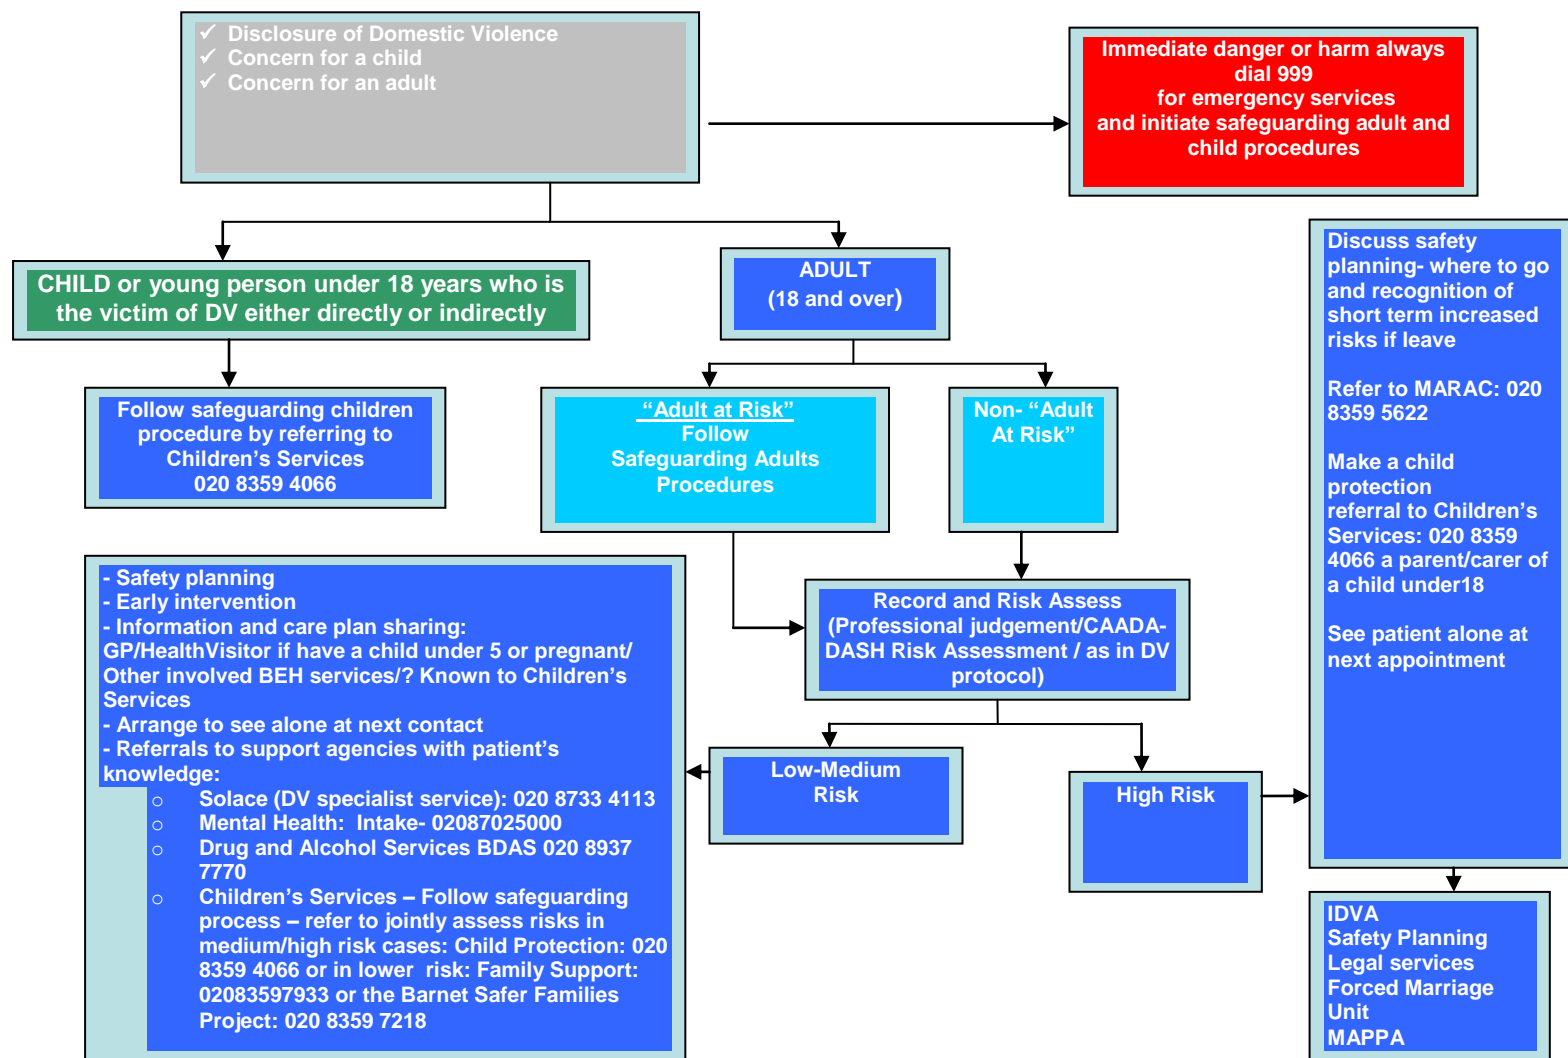 ✓ Disclosure of Domestic Violence
✓ Concern for a child
✓ Concern for an adult
Immediate danger or harm always
dial 999
for emergency services
and initiate safeguarding adult and
child procedures
CHILD or young person under 18 years who is
the victim of DV either directly or indirectly
ADULT
(18 and over)
Discuss safety
planning- where to go
and recognition of
short term increased
risks if leave
Refer to MARAC: 020
8359 5622
Make a child
protection
referral to Children's
Services: 020 8359
4066 a parent/carer of
a child under18
See patient alone at
next appointment
Follow safeguarding children
procedure by referring to
Children's Services
020 8359 4066
"Adult at Risk"
Follow
Safeguarding Adults
Procedures
Non- "Adult
At Risk"
Record and Risk Assess
(Professional judgement/CAADA-
DASH Risk Assessment / as in DV
protocol)
- Safety planning
- Early intervention
- Information and care plan sharing:
GP/HealthVisitor if have a child under 5 or pregnant/
Other involved BEH services/? Known to Children's
Services
- Arrange to see alone at next contact
- Referrals to support agencies with patient's
knowledge:
o Solace (DV specialist service): 020 8733 4113
o Mental Health: Intake- 02087025000
o Drug and Alcohol Services BDAS 020 8937
7770
o Children's Services – Follow safeguarding
process – refer to jointly assess risks in
medium/high risk cases: Child Protection: 020
8359 4066 or in lower risk: Family Support:
02083597933 or the Barnet Safer Families
Project: 020 8359 7218
Low-Medium
Risk
High Risk
IDVA
Safety Planning
Legal services
Forced Marriage
Unit
MAPPA